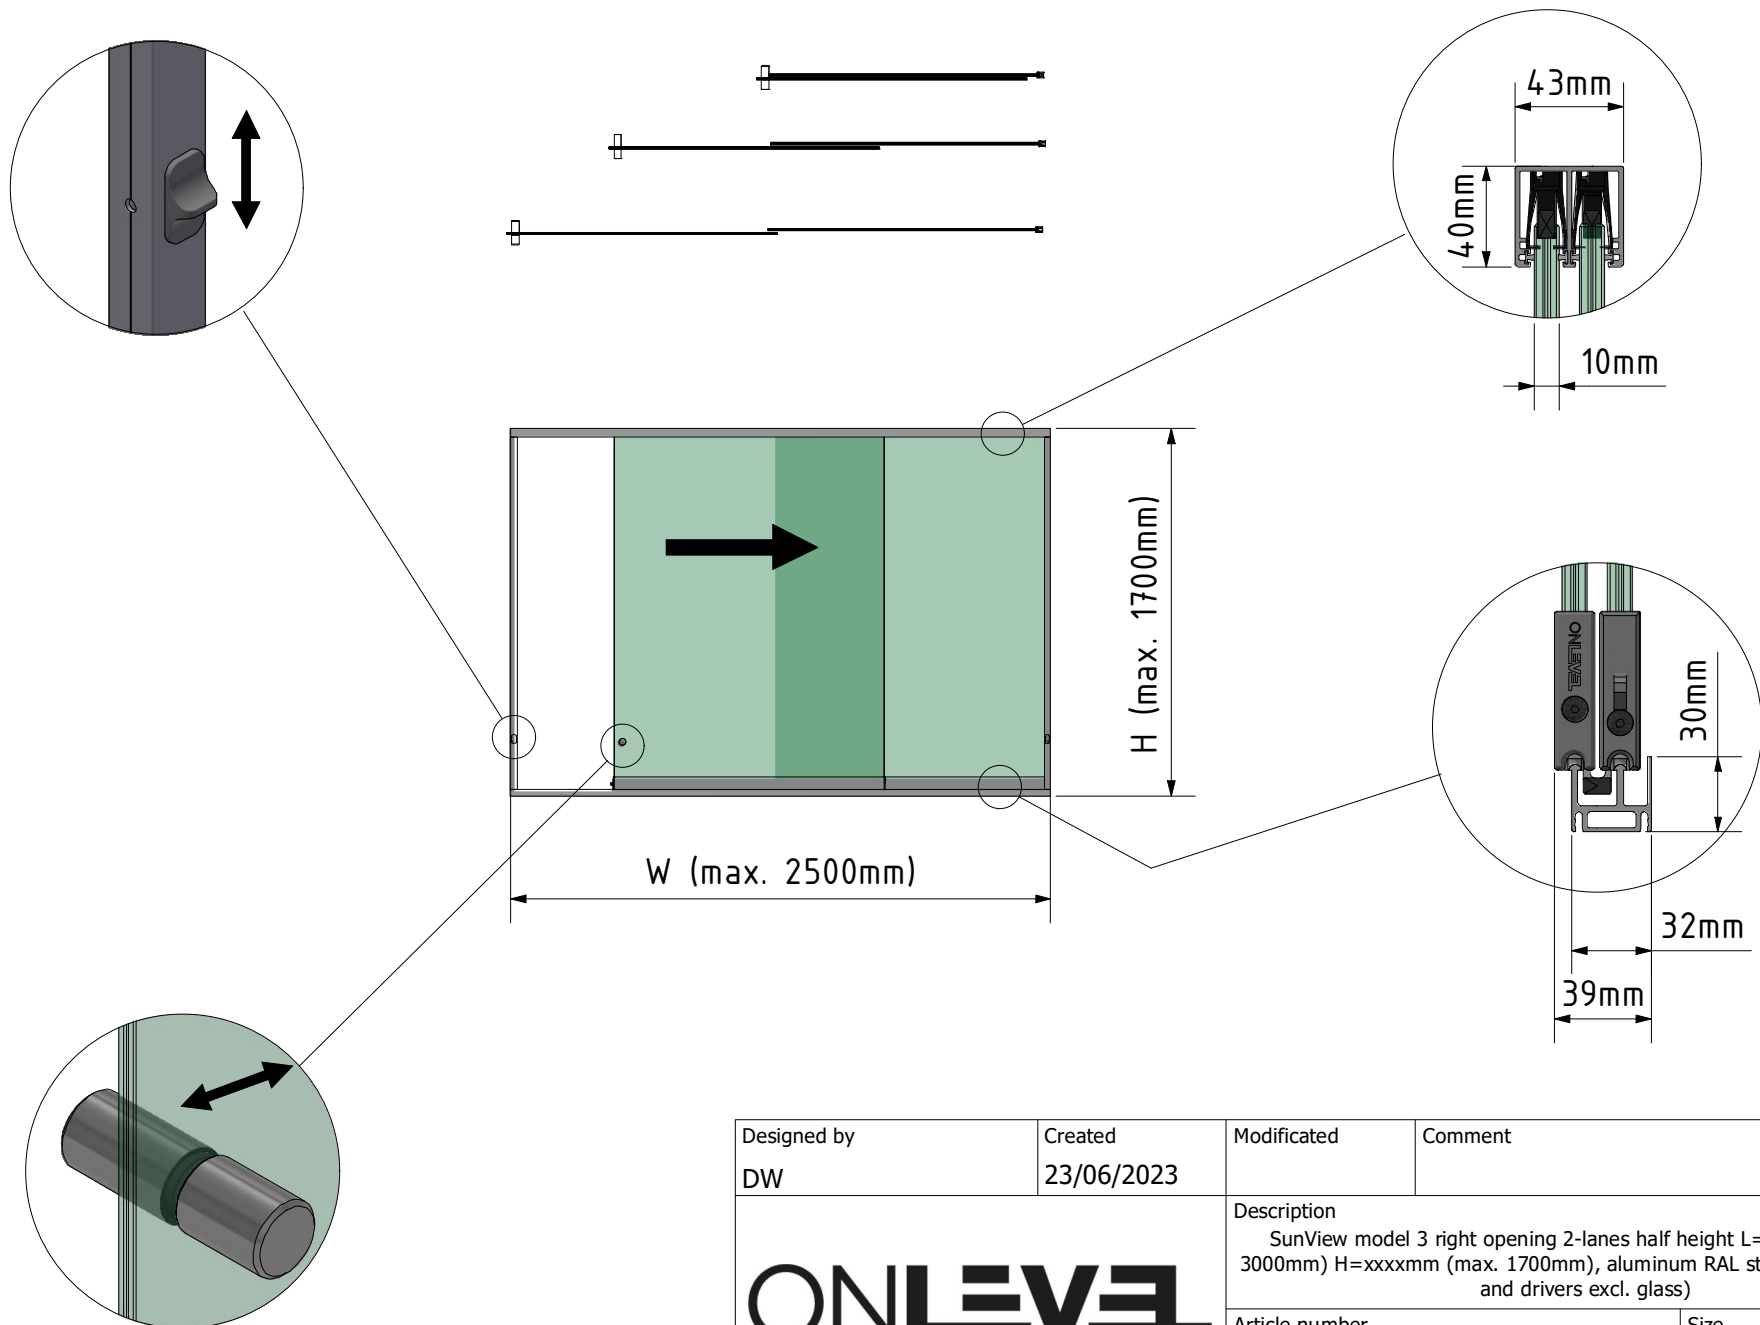 43mm
40mm
10mm
H (max. 1700mm)
W (max. 2500mm)
ONLEVEL
30mm
32mm
39mm
Designed by
DW
Created
23/06/2023
Modificated
Comment
Description
SunView model 3 right opening 2-lanes half height L=
3000mm) H=xxxxmm (max. 1700mm), aluminum RAL st
and drivers excl. glass)
ONLEVEL
Article number
Size